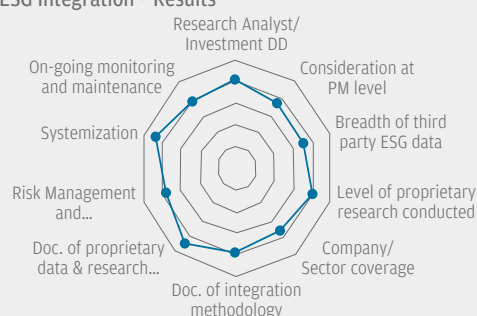 ESG Integration – Results
Research Analyst/
Investment DD
On-going monitoring
and maintenance
Consideration at
PM level
Systemization
Breadth of third
party ESG data
Risk Management
and...
Level of proprietary
research conducted
Doc. of proprietary
data & research...
Company/
Sector coverage
Doc. of integration
methodology